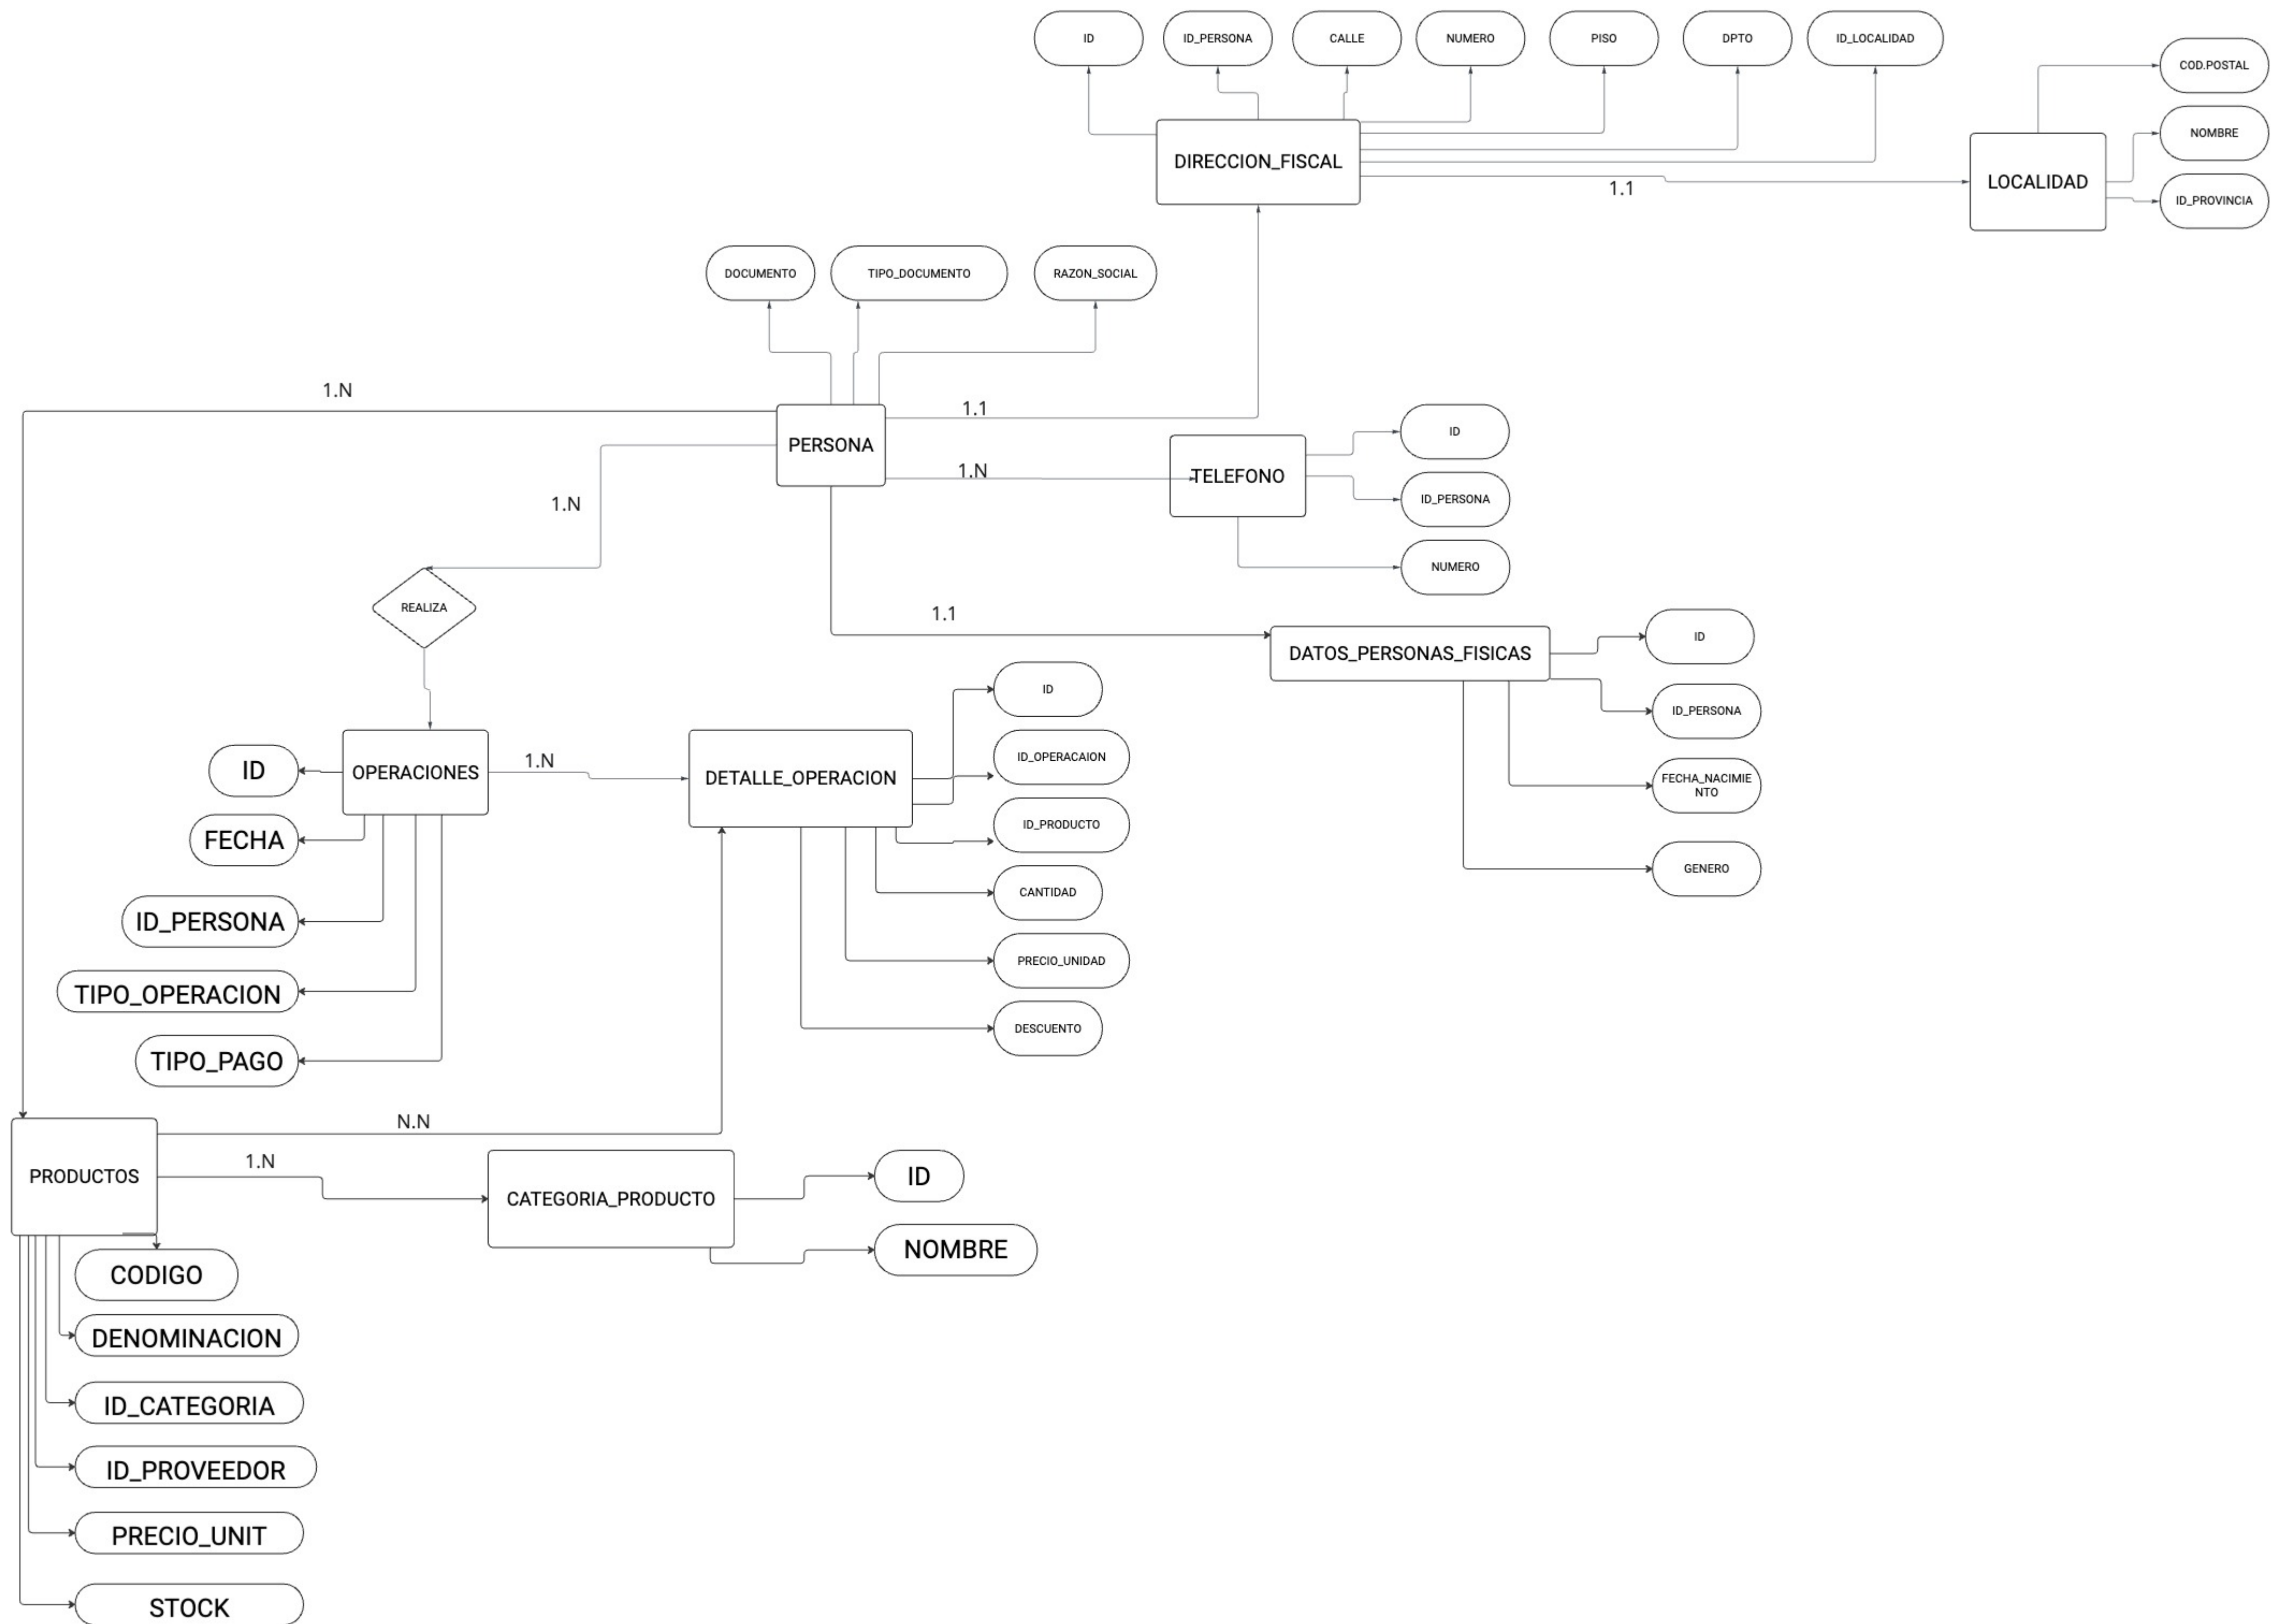 ID
ID_PERSONA
CALLE
NUMERO
PISO
DPTO
ID_LOCALIDAD
COD.POSTAL
NOMBRE
DIRECCION_FISCAL
1.1
LOCALIDAD
ID_PROVINCIA
DOCUMENTO
TIPO_DOCUMENTO
RAZON_SOCIAL
1.N
1.1
PERSONA
ID
1.N
TELEFONO
ID_PERSONA
1.N
NUMERO
REALIZA
1.1
DATOS_PERSONAS_FISICAS
ID
ID_PERSONA
FECHA_NACIMIE
NTO
GENERO
ID
ID_OPERACAION
ID
OPERACIONES
1.N
DETALLE_OPERACION
ID_PRODUCTO
FECHA
CANTIDAD
ID_PERSONA
PRECIO_UNIDAD
TIPO_OPERACION
DESCUENTO
TIPO_PAGO
N.N
PRODUCTOS
1.N
CATEGORIA_PRODUCTO
ID
NOMBRE
CODIGO
DENOMINACION
ID_CATEGORIA
ID_PROVEEDOR
PRECIO_UNIT
STOCK